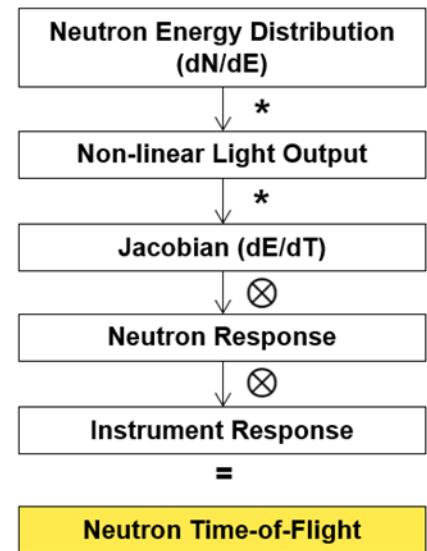 Neutron Energy Distribution
(dN/dE)
*
Non-linear Light Output
*
Jacobian (dE/dT)
⊗
Neutron Response
⊗
Instrument Response
=
Neutron Time-of-Flight